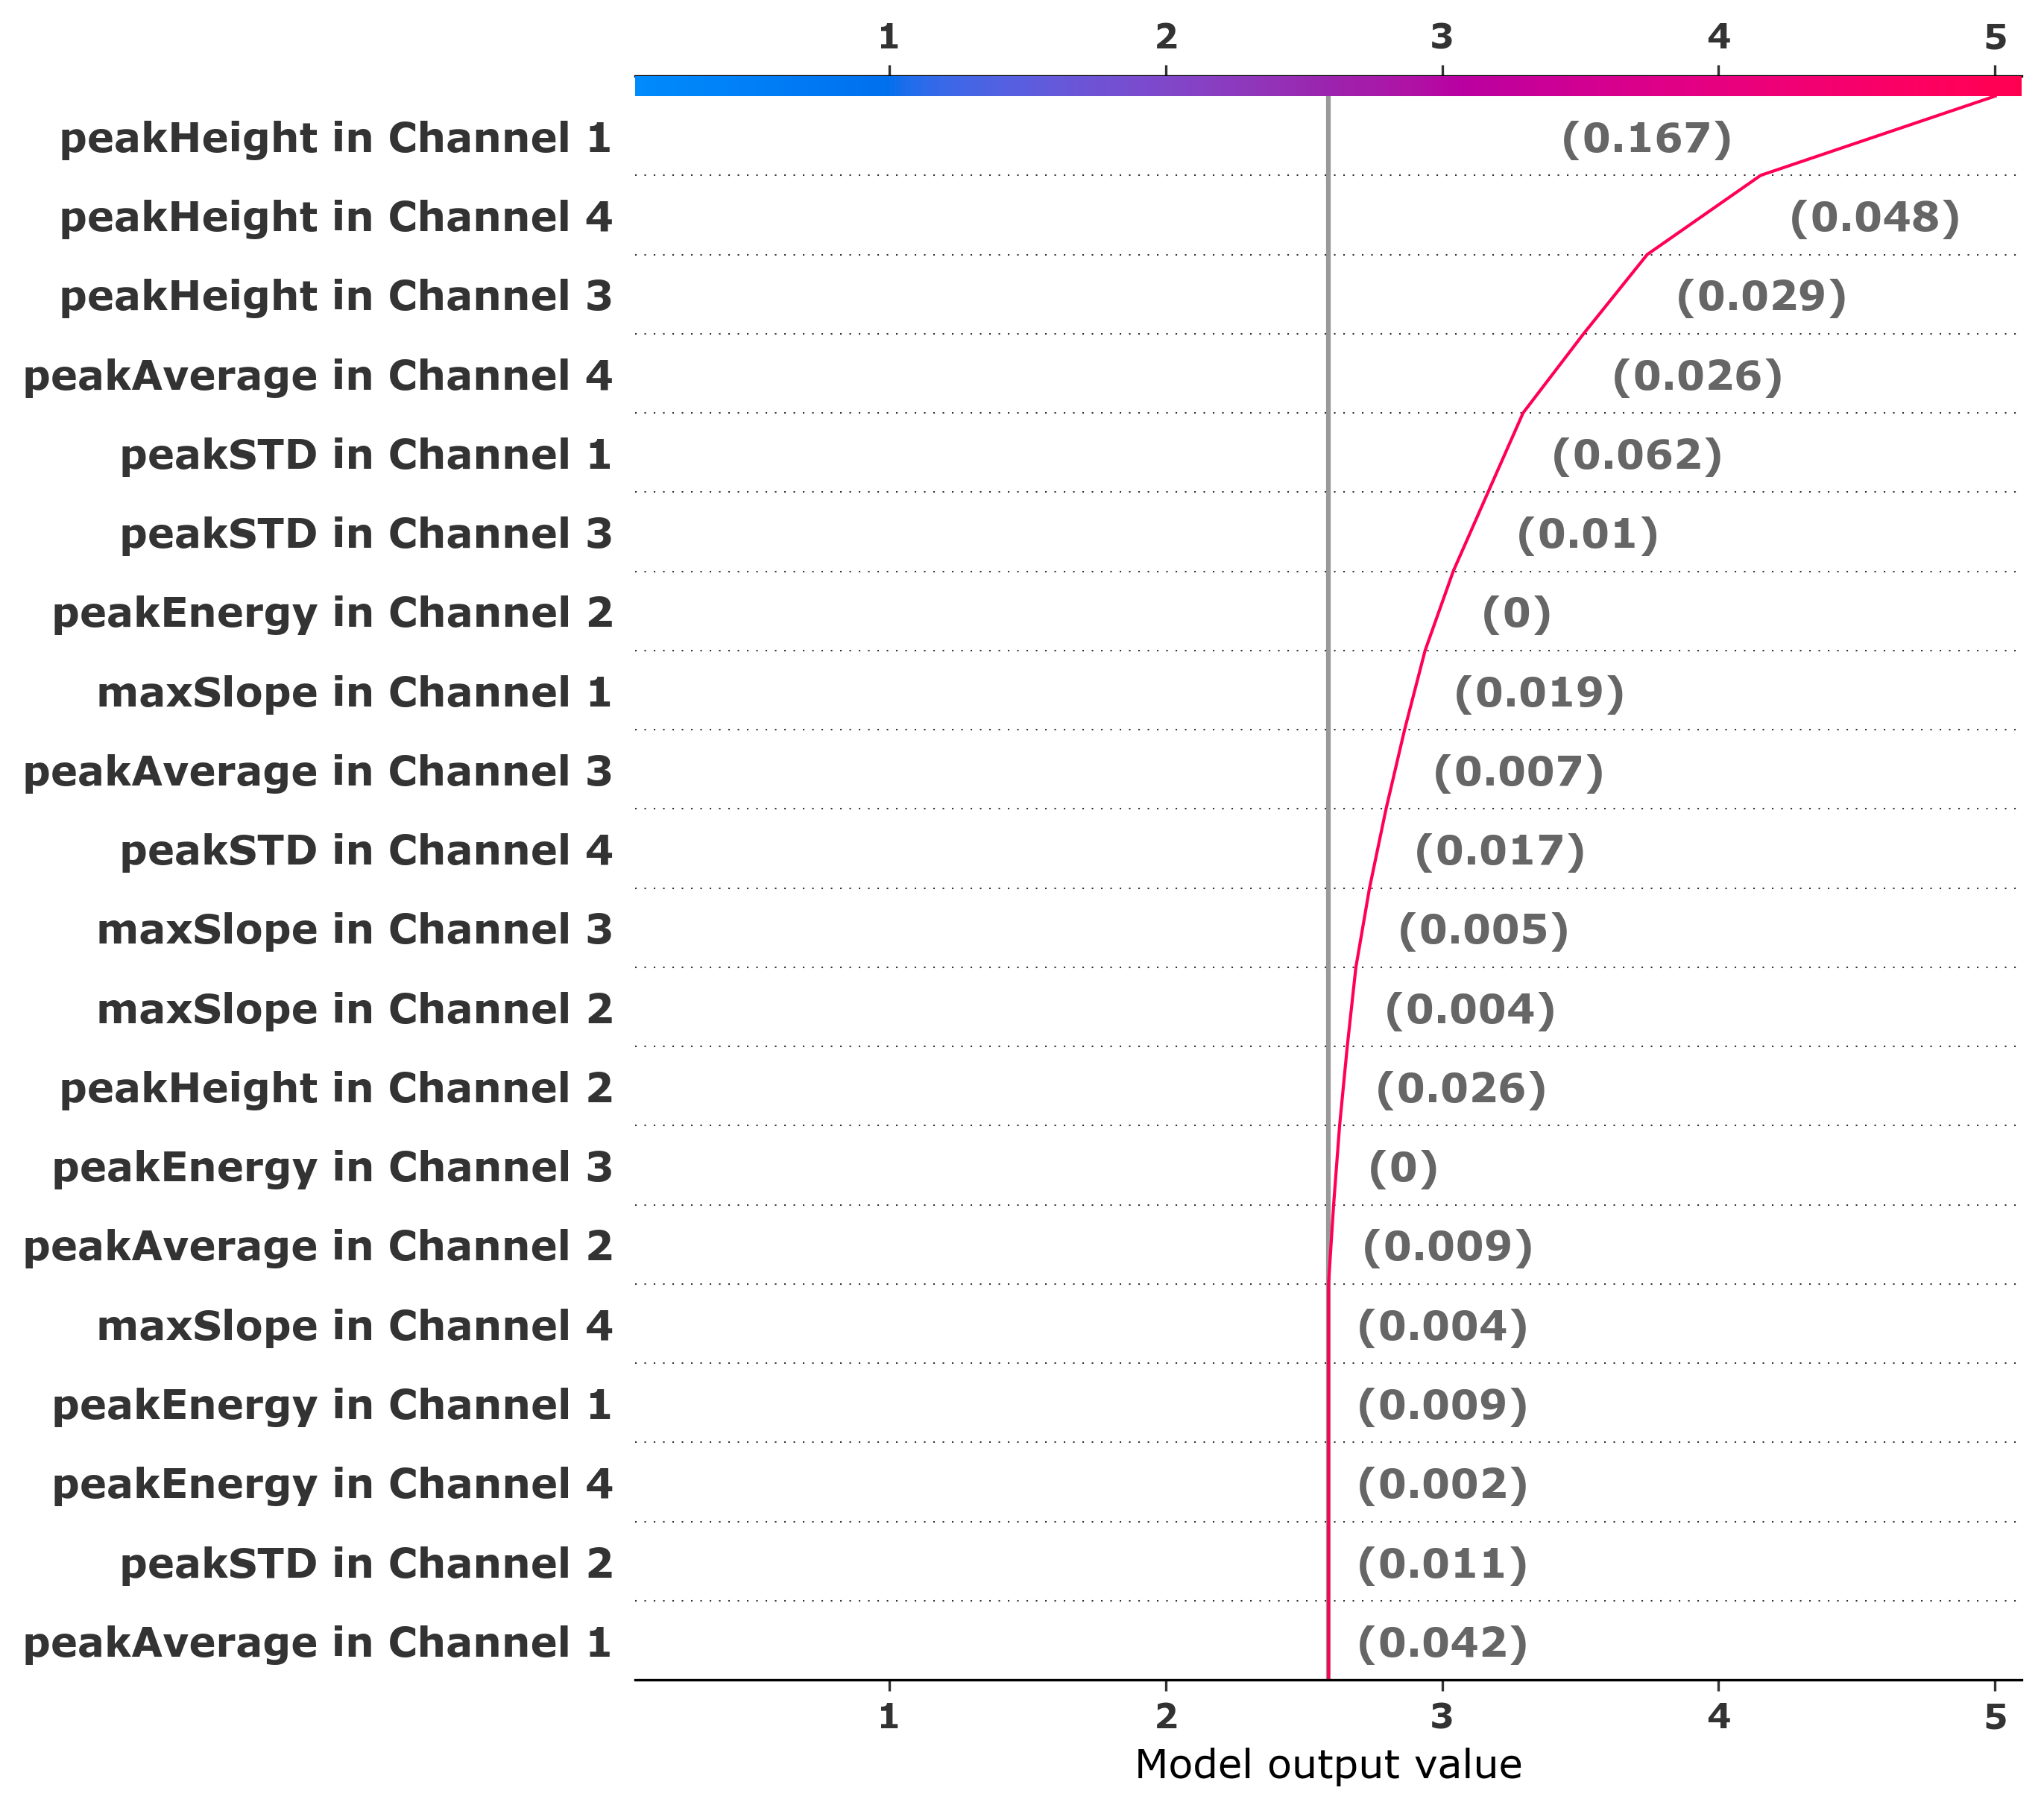 1 2 3 4 5
peakHeight in Channel 1 (0.167)
peakHeight in Channel 4 (0.048)
peakHeight in Channel 3 (0.029)
peakAverage in Channel 4 (0.026)
peakSTD in Channel 1 (0.062)
peakSTD in Channel 3 (0.01)
peakEnergy in Channel 2 (0)
maxSlope in Channel 1 (0.019)
peakAverage in Channel 3 (0.007)
peakSTD in Channel 4 (0.017)
maxSlope in Channel 3 (0.005)
maxSlope in Channel 2 (0.004)
peakHeight in Channel 2 (0.026)
peakEnergy in Channel 3 (0)
peakAverage in Channel 2 (0.009)
maxSlope in Channel 4 (0.004)
peakEnergy in Channel 1 (0.009)
peakEnergy in Channel 4 (0.002)
peakSTD in Channel 2 (0.011)
peakAverage in Channel 1 (0.042)
1 2 3 4 5
Model output value